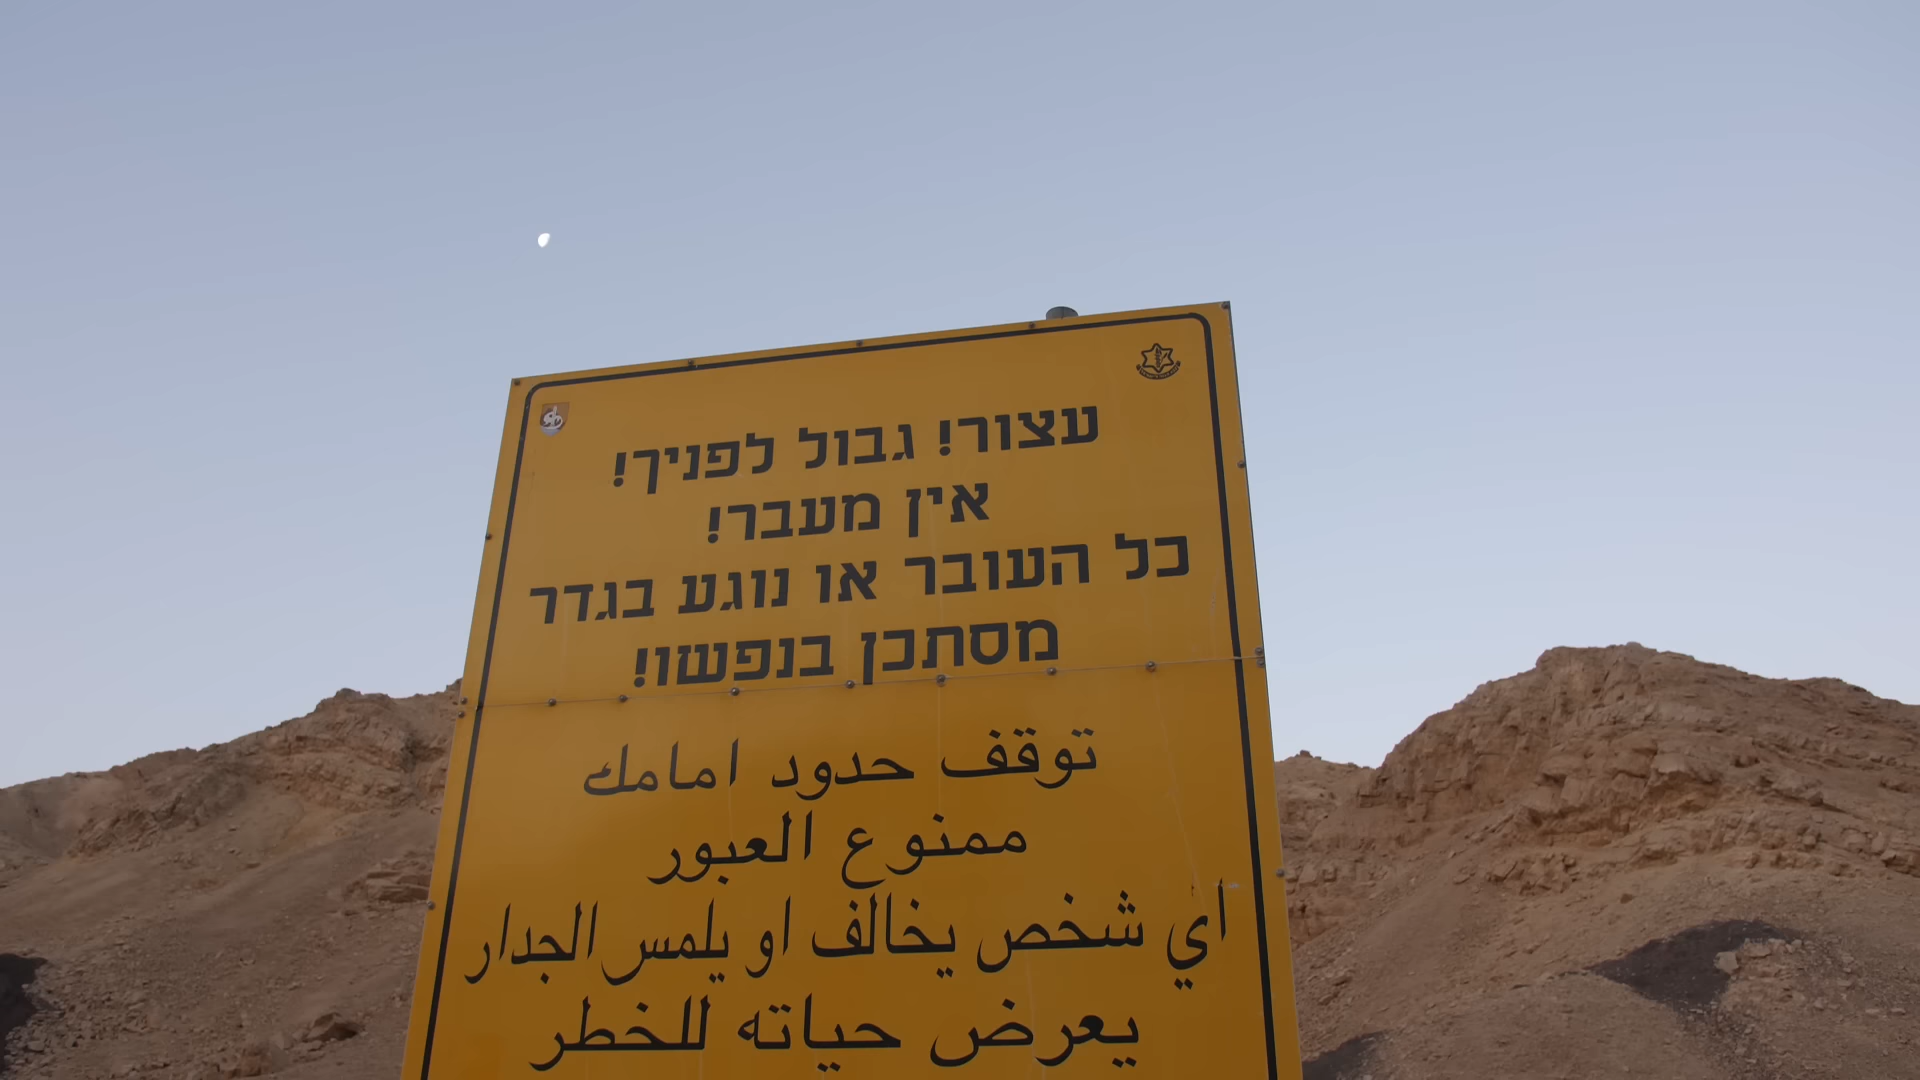 עצור! גבול לפניך!
אין מעבר!
כל העובר או נוגע בגדר
מסתכן בנפשו!
توقف حدود امامك
ممنوع العبور
اي شخص يخالف او يلمس الجدار
يعرض حياته للخطر